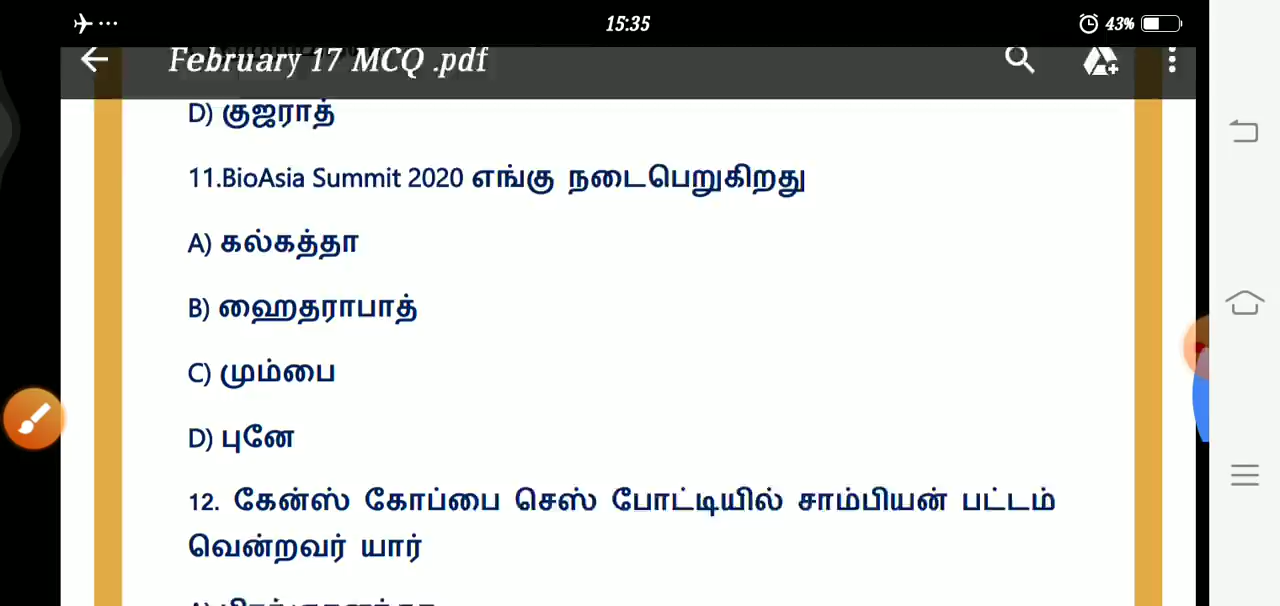 15:35
43%
February 17 MCQ .pdf
D) குஜராத்
11.BioAsia Summit 2020 எங்கு நடைபெறுகிறது
A) கல்கத்தா
B) ஹைதராபாத்
C) மும்பை
D) புனே
12. கேன்ஸ் கோப்பை செஸ் போட்டியில் சாம்பியன் பட்டம்
வென்றவர் யார்